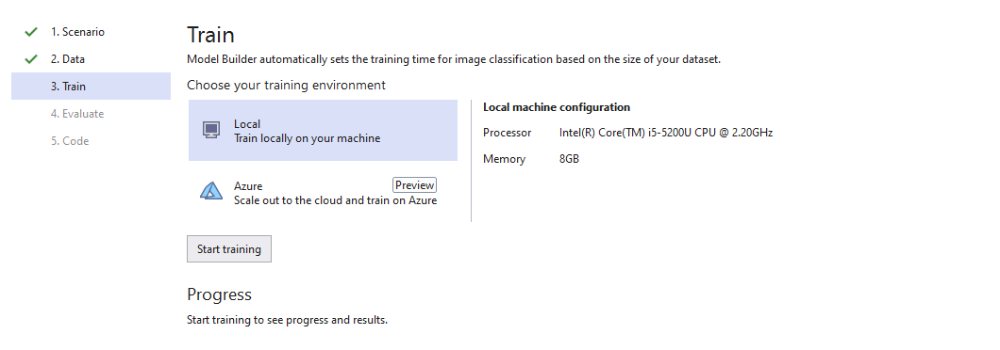 1. Scenario
2. Data
3. Train
4. Evaluate
5. Code
Train
Model Builder automatically sets the training time for image classification based on the size of your dataset.
Choose your training environment
Local
Train locally on your machine
Azure
Preview
Scale out to the cloud and train on Azure
Local machine configuration
Processor Intel(R) Core(TM) i5-5200U CPU @ 2.20GHz
Memory 8GB
Start training
Progress
Start training to see progress and results.